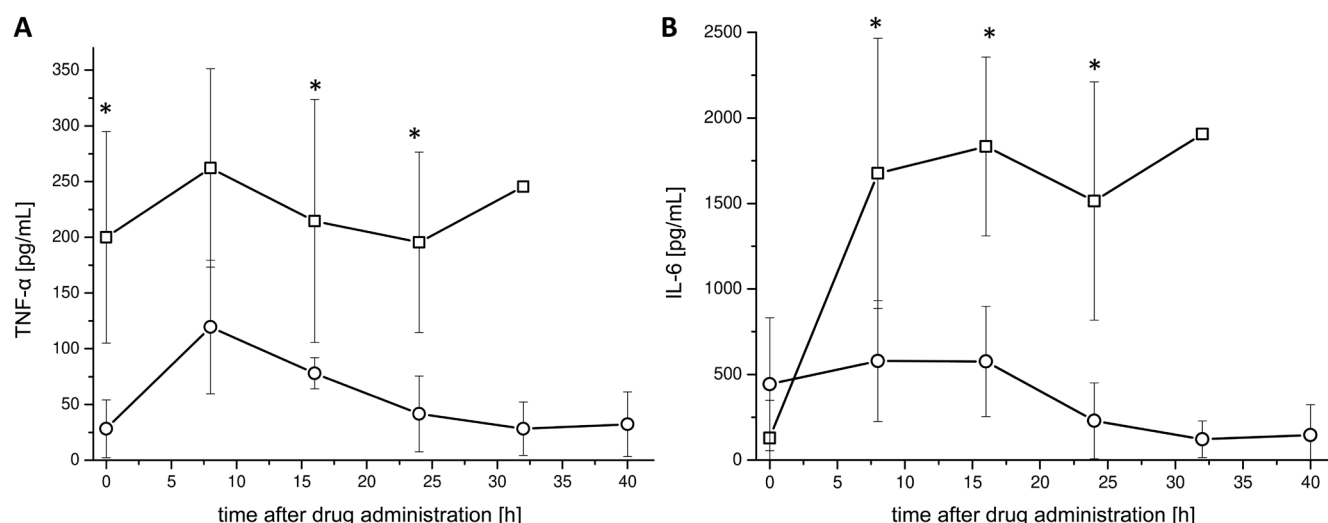 A
TNF-α [pg/mL]
350
300
250
200
150
100
50
0
* * *
0 5 10 15 20 25 30 35 40
time after drug administration [h]
B
IL-6 [pg/mL]
2500
2000
1500
1000
500
0
* * *
0 5 10 15 20 25 30 35 40
time after drug administration [h]